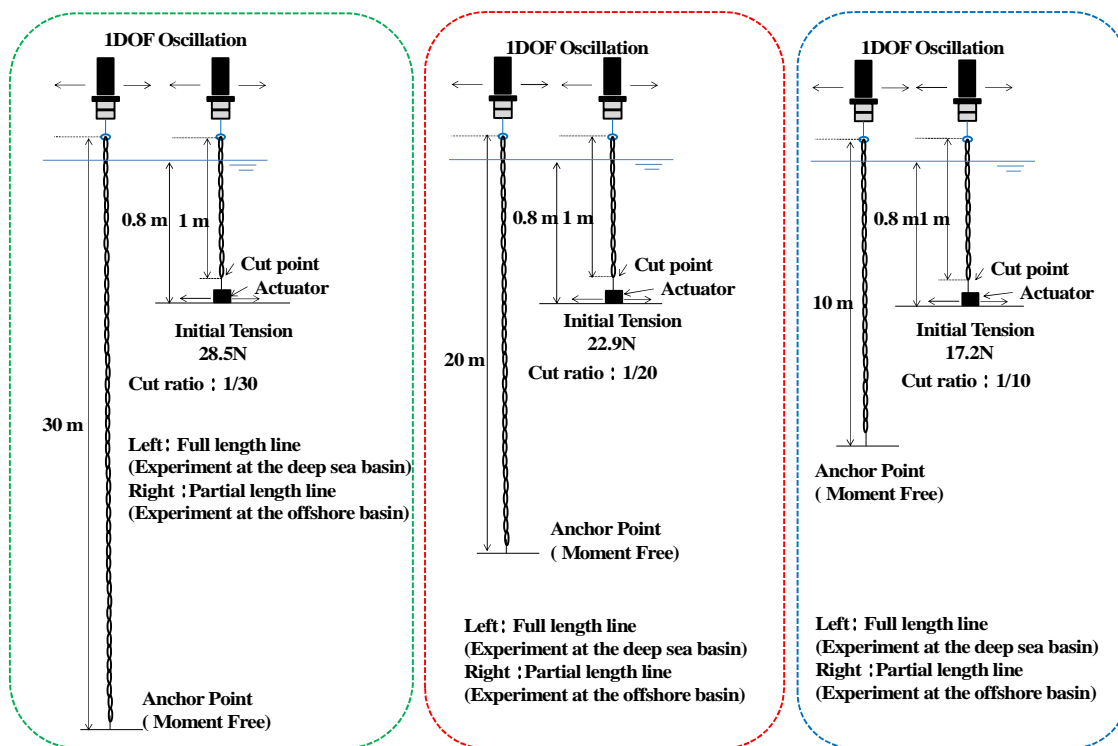 1DOF Oscillation
0.8 m
1 m
Cut point
Actuator
Initial Tension
28.5N
Cut ratio : 1/30
30 m
Left : Full length line
(Experiment at the deep sea basin)
Right : Partial length line
(Experiment at the offshore basin)
Anchor Point
( Moment Free)
1DOF Oscillation
0.8 m
1 m
Cut point
Actuator
Initial Tension
22.9N
20 m
Cut ratio : 1/20
Anchor Point
( Moment Free)
Left : Full length line
(Experiment at the deep sea basin)
Right : Partial length line
(Experiment at the offshore basin)
1DOF Oscillation
0.8 m
1 m
Cut point
Actuator
10 m
Initial Tension
17.2N
Cut ratio : 1/10
Anchor Point
( Moment Free)
Left : Full length line
(Experiment at the deep sea basin)
Right : Partial length line
(Experiment at the offshore basin)